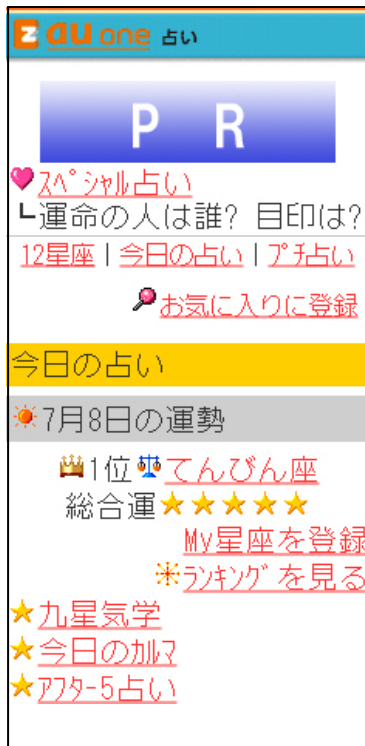 EZ au one 占い
PR
ｽﾍﾟｼｬﾙ占い
┗運命の人は誰? 目印は?
12星座 | 今日の占い | ﾌﾟﾁ占い
お気に入りに登録
今日の占い
7月8日の運勢
1位 てんびん座
総合運★★★★★
My星座を登録
ﾗﾝｷﾝｸﾞを見る
★九星気学
★今日のｶﾙﾏ
★ｱﾌﾀｰ5占い